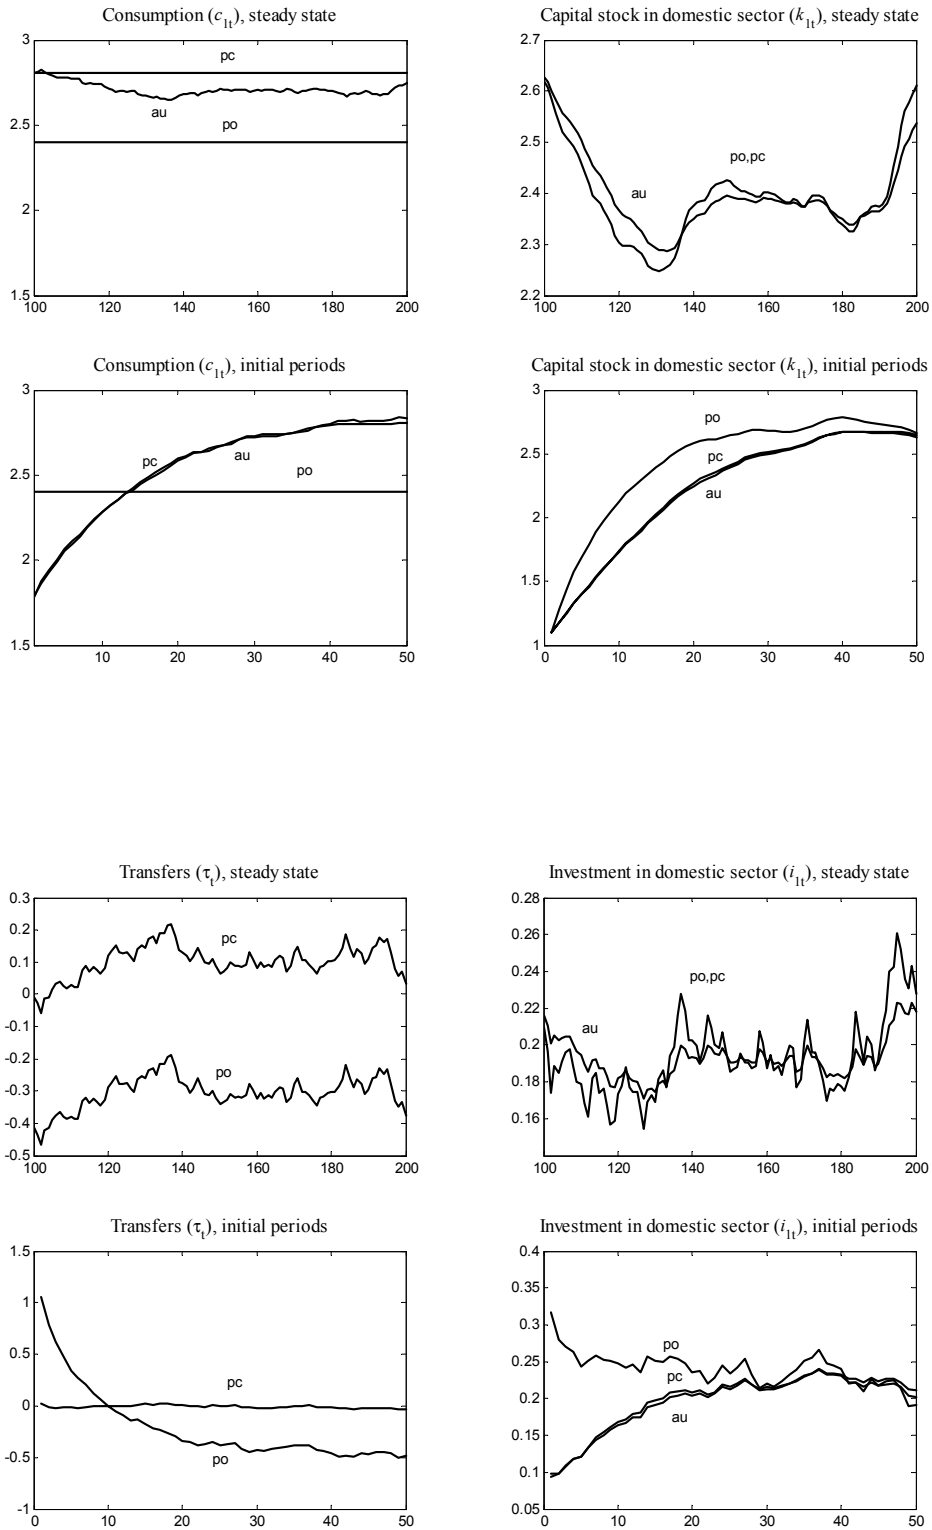 Consumption (c1t), steady state
3
2.5
2
1.5
100 120 140 160 180 200
pc
au
po
Capital stock in domestic sector (k1t), steady state
2.7
2.6
2.5
2.4
2.3
2.2
100 120 140 160 180 200
po,pc
au
Consumption (c1t), initial periods
3
2.5
2
1.5
10 20 30 40 50
pc
au
po
Capital stock in domestic sector (k1t), initial periods
3
2.5
2
1.5
1
0 10 20 30 40 50
po
pc
au
Transfers (τt), steady state
0.3
0.2
0.1
0
-0.1
-0.2
-0.3
-0.4
-0.5
100 120 140 160 180 200
pc
po
Investment in domestic sector (i1t), steady state
0.28
0.26
0.24
0.22
0.2
0.18
0.16
100 120 140 160 180 200
po,pc
au
Transfers (τt), initial periods
1.5
1
0.5
0
-0.5
-1
0 10 20 30 40 50
pc
po
Investment in domestic sector (i1t), initial periods
0.4
0.35
0.3
0.25
0.2
0.15
0.1
0.05
0 10 20 30 40 50
po
pc
au